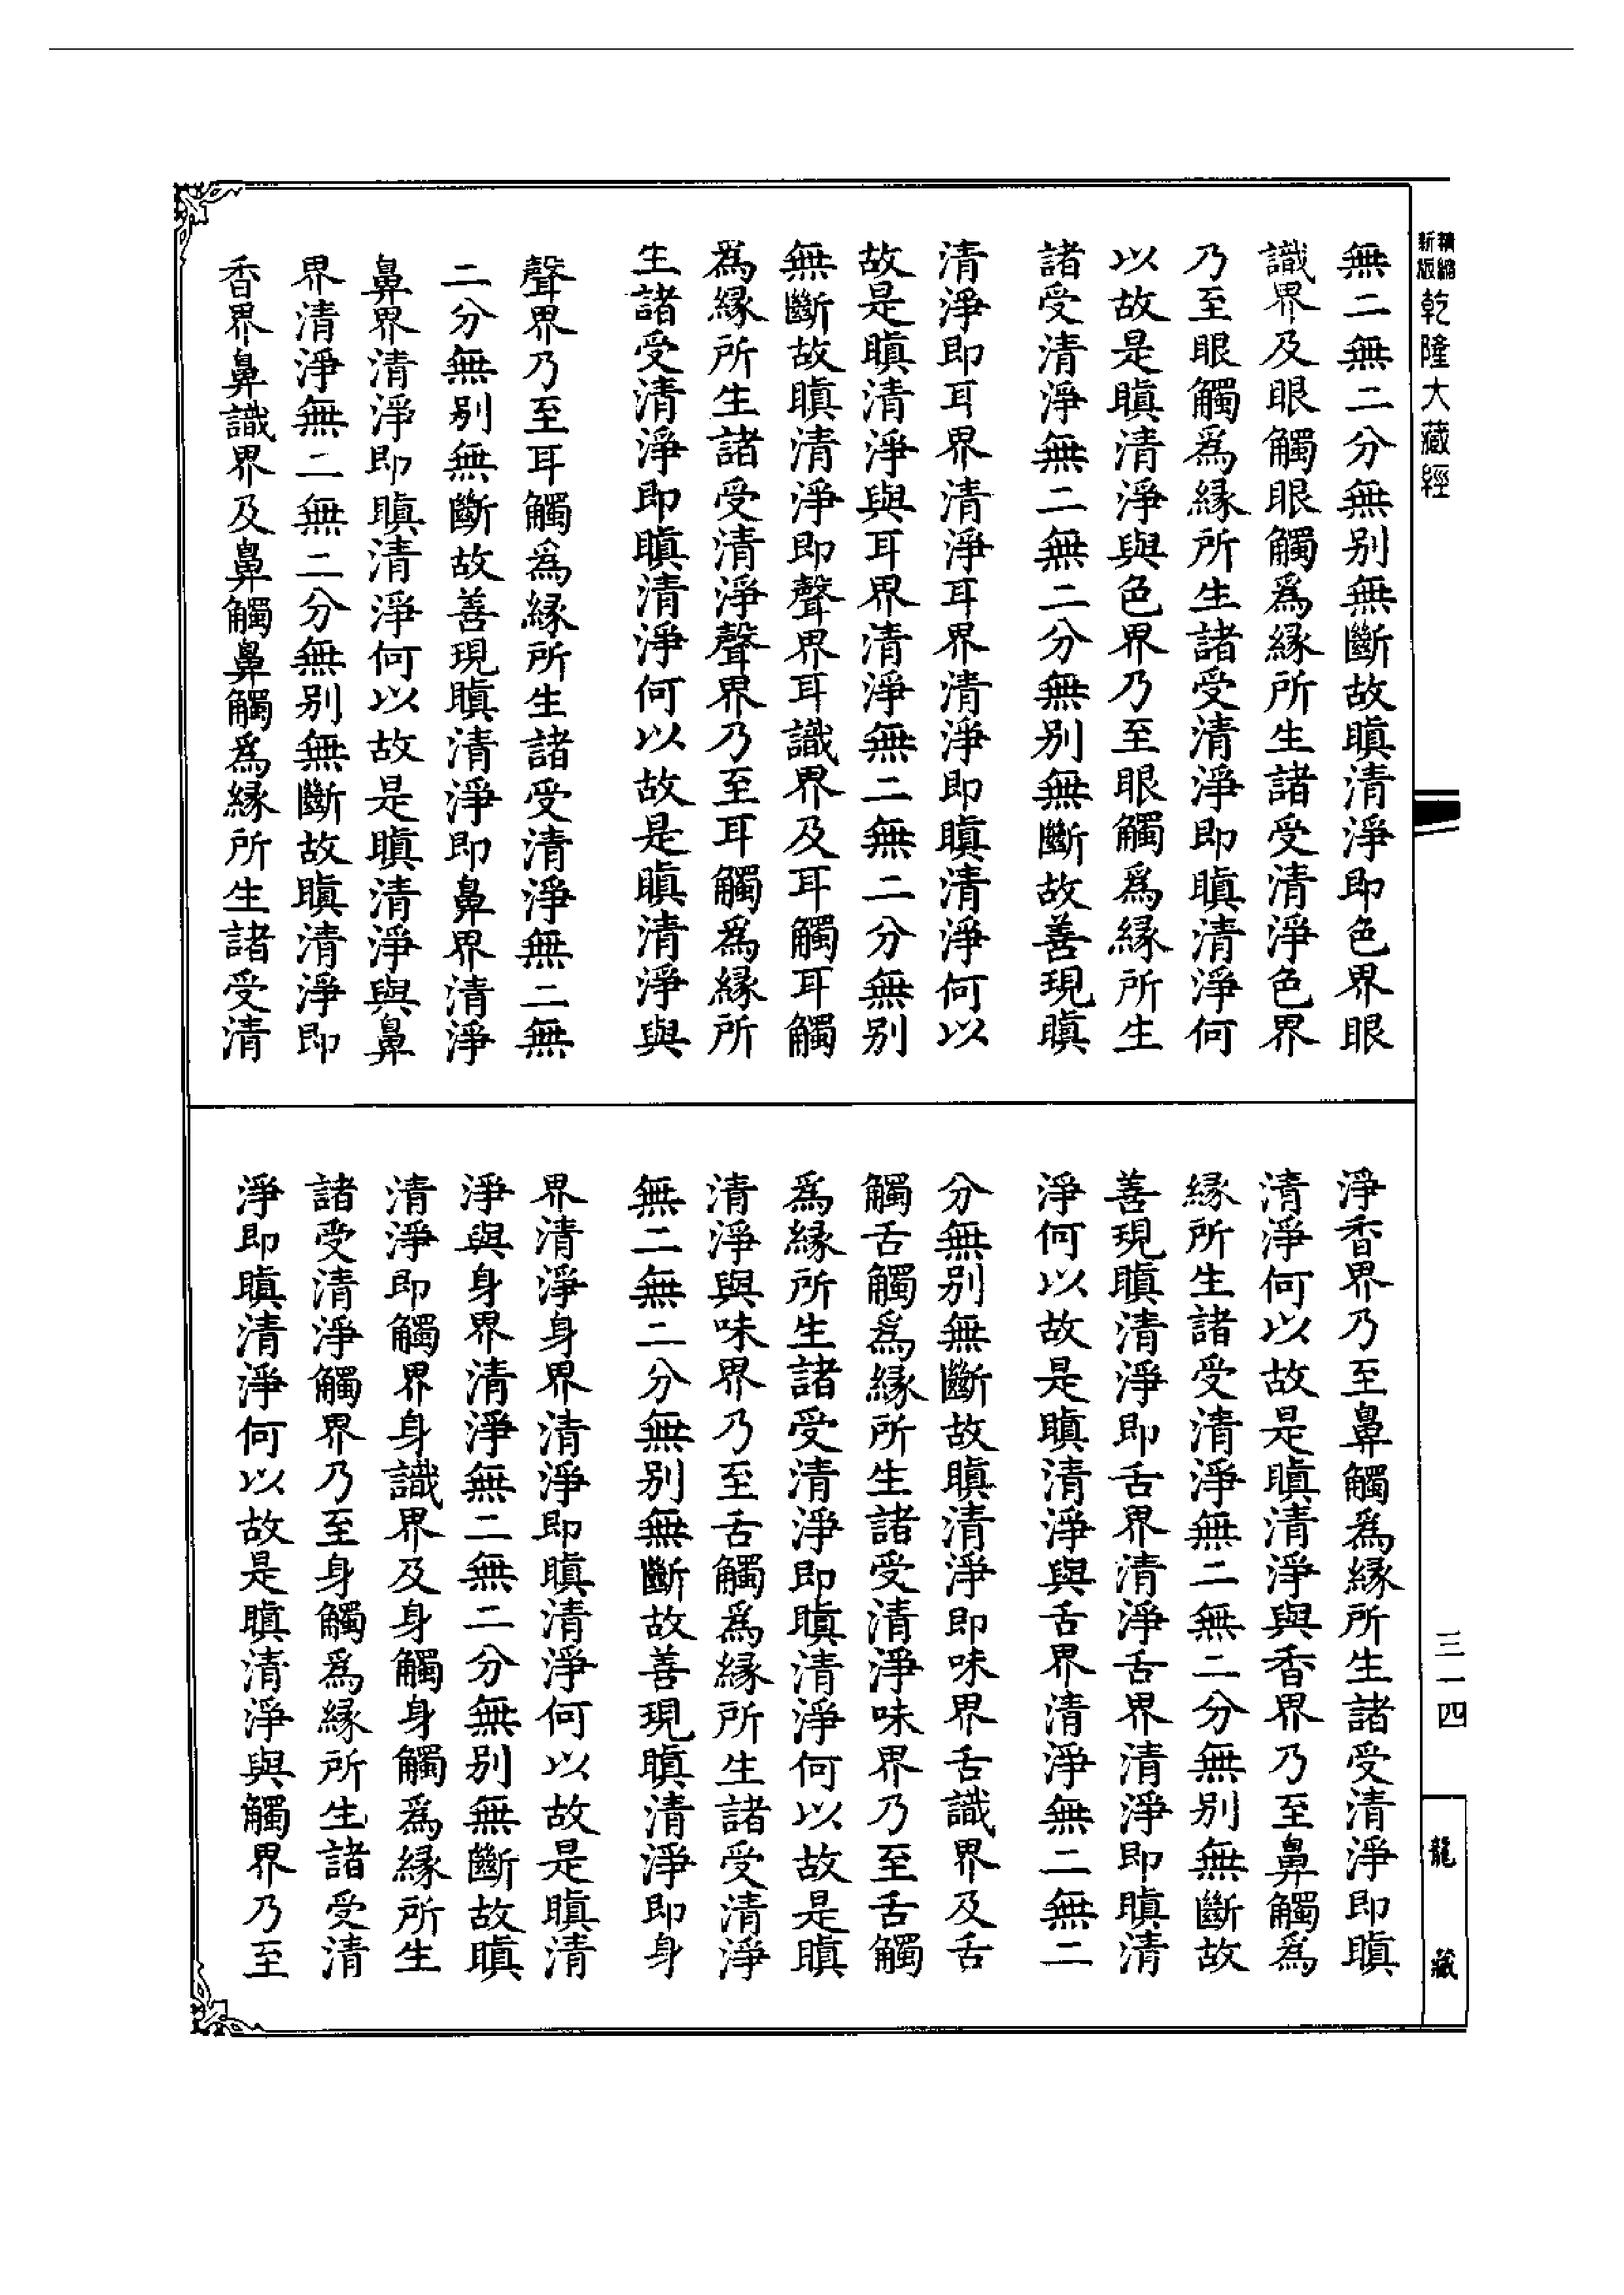 精縮新版
乾隆大藏經
無二無二分無别無斷故瞋清淨即色界眼
識界及眼觸眼觸爲緣所生諸受清淨色界
乃至眼觸爲緣所生諸受清淨即瞋清淨何
以故是瞋清淨與色界乃至眼觸爲緣所生
諸受清淨無二無二分無别無斷故善現瞋
清淨即耳界清淨耳界清淨即瞋清淨何以
故是瞋清淨與耳界清淨無二無二分無别
無斷故瞋清淨即聲界耳識界及耳觸耳觸
爲緣所生諸受清淨聲界乃至耳觸爲緣所
生諸受清淨即瞋清淨何以故是瞋清淨與
聲界乃至耳觸爲緣所生諸受清淨無二無
二分無别無斷故善現瞋清淨即鼻界清淨
鼻界清淨即瞋清淨何以故是瞋清淨與鼻
界清淨無二無二分無别無斷故瞋清淨即
香界鼻識界及鼻觸鼻觸爲緣所生諸受清
淨香界乃至鼻觸爲緣所生諸受清淨即瞋
清淨何以故是瞋清淨與香界乃至鼻觸爲
緣所生諸受清淨無二無二分無别無斷故
善現瞋清淨即舌界清淨舌界清淨即瞋清
淨何以故是瞋清淨與舌界清淨無二無二
分無别無斷故瞋清淨即味界舌識界及舌
觸舌觸爲緣所生諸受清淨味界乃至舌觸
爲緣所生諸受清淨即瞋清淨何以故是瞋
清淨與味界乃至舌觸爲緣所生諸受清淨
無二無二分無别無斷故善現瞋清淨即身
界清淨身界清淨即瞋清淨何以故是瞋清
淨與身界清淨無二無二分無别無斷故瞋
清淨即觸界身識界及身觸身觸爲緣所生
諸受清淨觸界乃至身觸爲緣所生諸受清
淨即瞋清淨何以故是瞋清淨與觸界乃至
三一四
龍藏